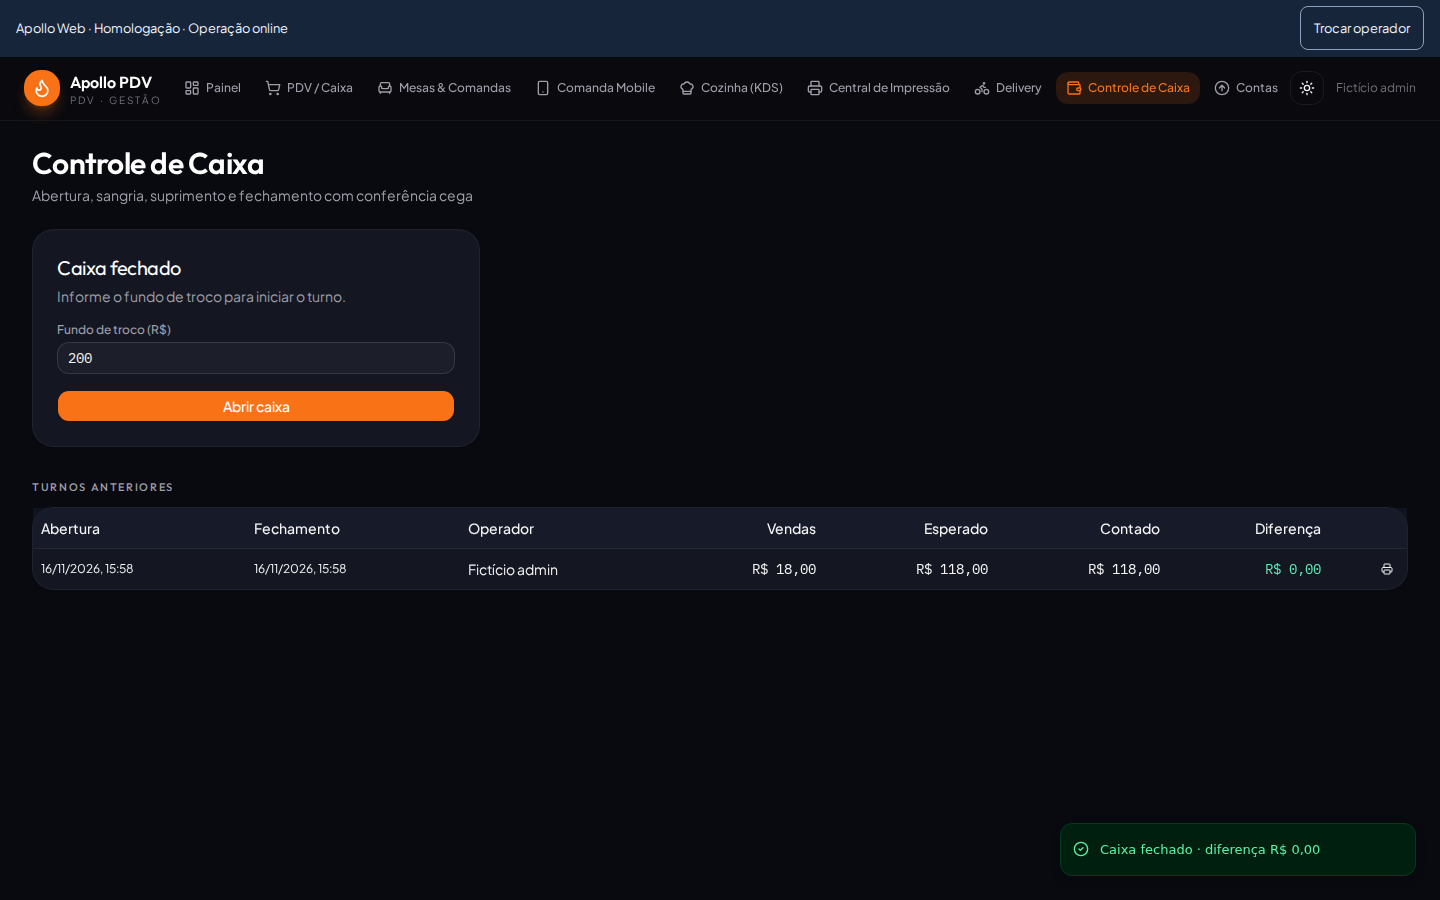 Apollo Web · Homologação · Operação online
Trocar operador
Apollo PDV
PDV · GESTÃO
Painel
PDV / Caixa
Mesas & Comandas
Comanda Mobile
Cozinha (KDS)
Central de Impressão
Delivery
Controle de Caixa
Contas
Fictício admin
Controle de Caixa
Abertura, sangria, suprimento e fechamento com conferência cega
Caixa fechado
Informe o fundo de troco para iniciar o turno.
Fundo de troco (R$)
200
Abrir caixa
TURNOS ANTERIORES
Abertura Fechamento Operador Vendas Esperado Contado Diferença
16/11/2026, 15:58 16/11/2026, 15:58 Fictício admin R$ 18,00 R$ 118,00 R$ 118,00 R$ 0,00
Caixa fechado · diferença R$ 0,00